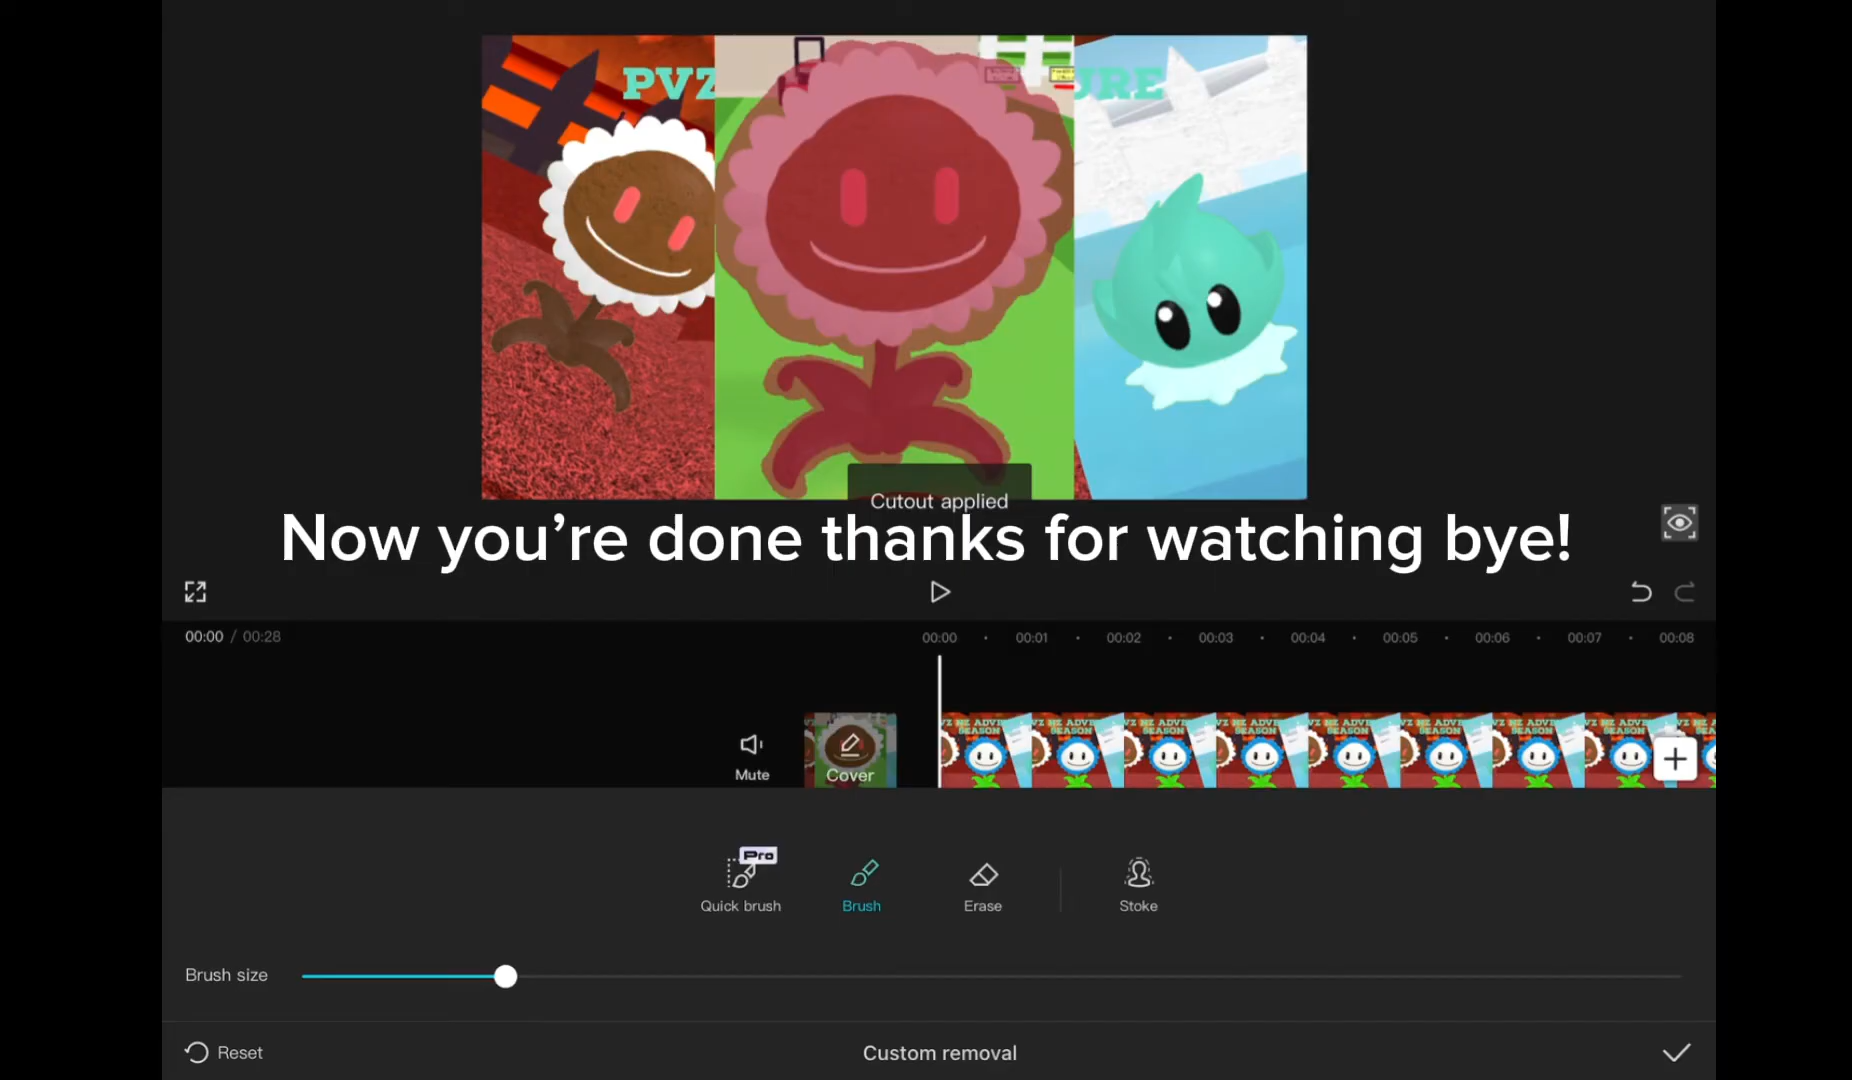 PVZ
URE
Cutout applied
Now you’re done thanks for watching bye!
00:00 / 00:28
00:00 00:01 00:02 00:03 00:04 00:05 00:06 00:07 00:08
Mute
Cover
Pro
Quick brush
Brush
Erase
Stoke
Brush size
Reset
Custom removal